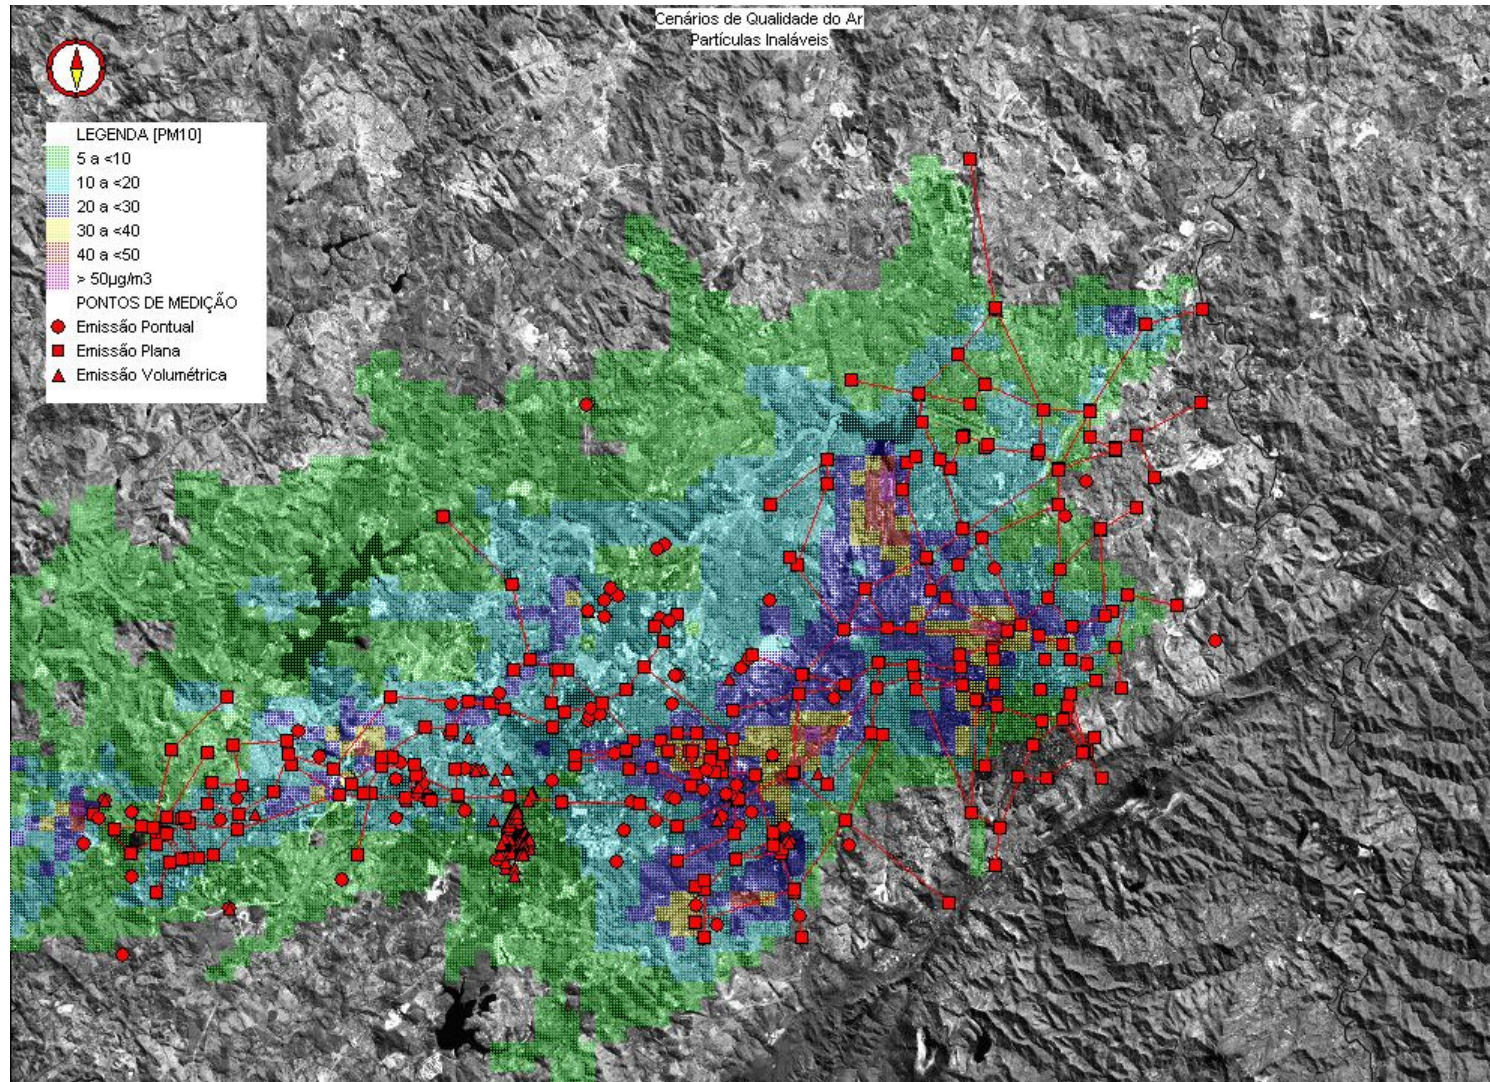 Cenários de Qualidade do Ar
Partículas Inaláveis
LEGENDA [PM10]
5 a <10
10 a <20
20 a <30
30 a <40
40 a <50
> 50µg/m3
PONTOS DE MEDIÇÃO
Emissão Pontual
Emissão Plana
Emissão Volumétrica